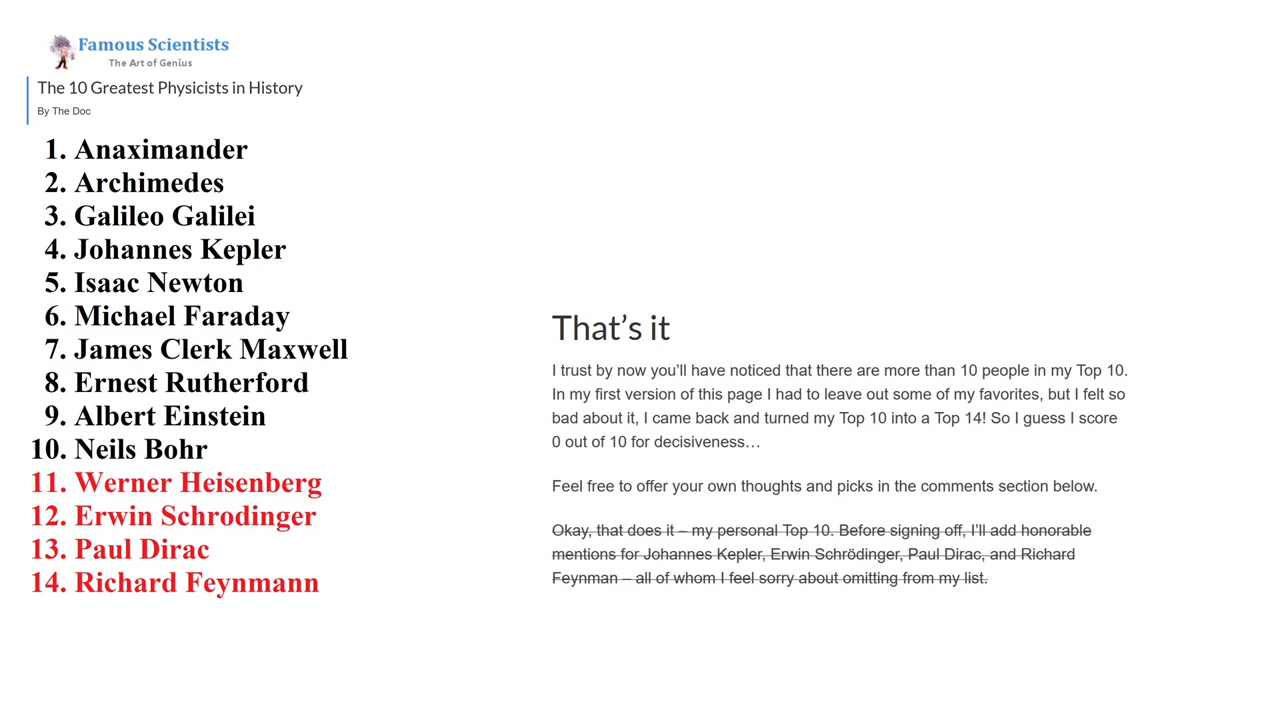 Famous Scientists
The Art of Genius
The 10 Greatest Physicists in History
By The Doc
1. Anaximander
2. Archimedes
3. Galileo Galilei
4. Johannes Kepler
5. Isaac Newton
6. Michael Faraday
7. James Clerk Maxwell
8. Ernest Rutherford
9. Albert Einstein
10. Neils Bohr
11. Werner Heisenberg
12. Erwin Schrodinger
13. Paul Dirac
14. Richard Feynmann
That’s it
I trust by now you’ll have noticed that there are more than 10 people in my Top 10.
In my first version of this page I had to leave out some of my favorites, but I felt so
bad about it, I came back and turned my Top 10 into a Top 14! So I guess I score
0 out of 10 for decisiveness…
Feel free to offer your own thoughts and picks in the comments section below.
Okay, that does it – my personal Top 10. Before signing off, I’ll add honorable
mentions for Johannes Kepler, Erwin Schrödinger, Paul Dirac, and Richard
Feynman – all of whom I feel sorry about omitting from my list.